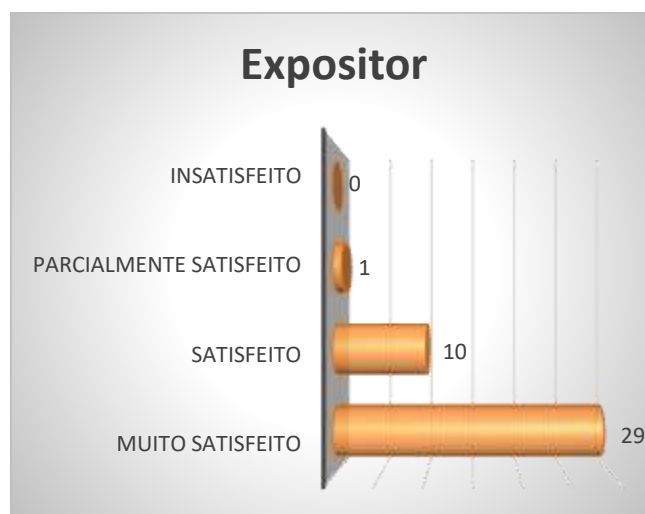 Expositor
INSATISFEITO 0
PARCIALMENTE SATISFEITO 1
SATISFEITO 10
MUITO SATISFEITO 29